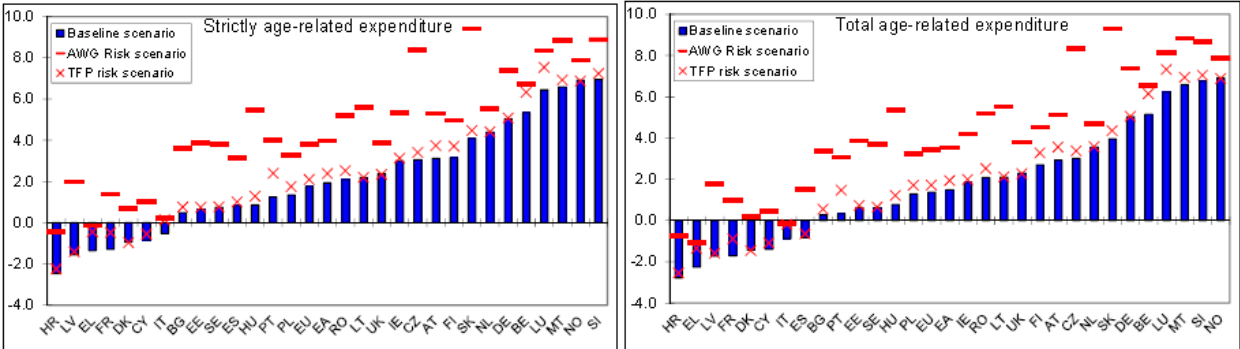 Strictly age-related expenditure
Baseline scenario
AWG Risk scenario
TFP risk scenario
10.0
8.0
6.0
4.0
2.0
0.0
-2.0
-4.0
HR LV EL FR DK CY IT BG EE SE ES HU PT PL EU EA RO LT UK IE CZ AT FI SK NL DE BE LU MT NO SI
Total age-related expenditure
Baseline scenario
AWG Risk scenario
TFP risk scenario
10.0
8.0
6.0
4.0
2.0
0.0
-2.0
-4.0
HR EL LV FR DK CY IT ES BG PT EE SE HU PL EU EA IE RO LT UK FI AT CZ NL SK DE BE LU MT SI NO